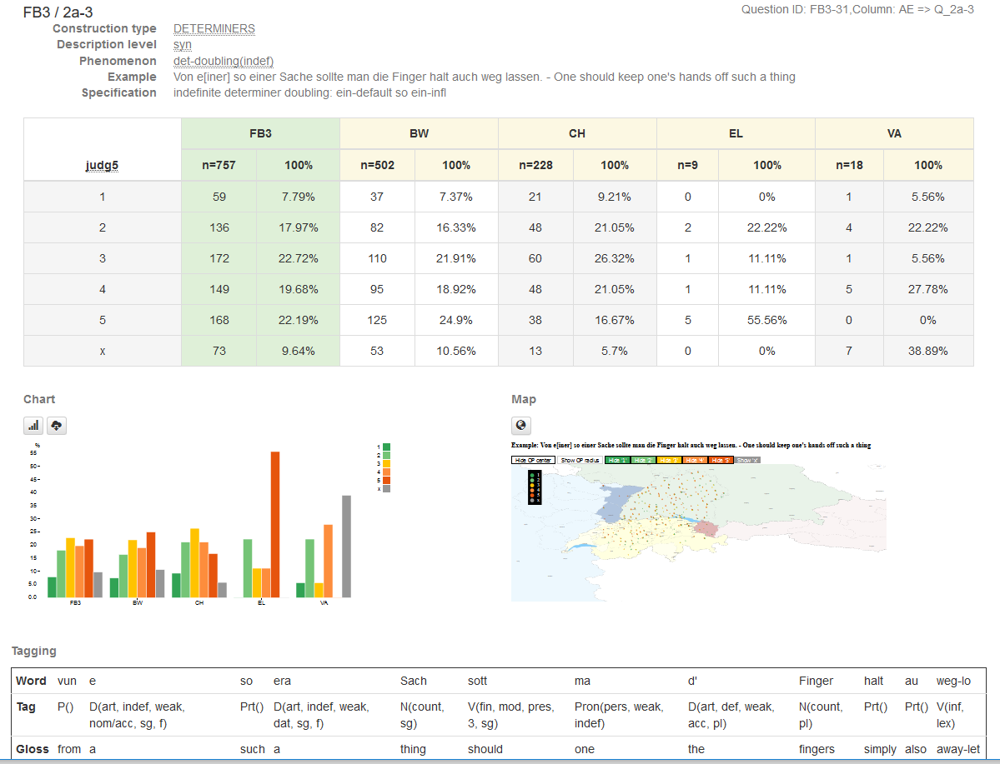 FB3 / 2a-3
Question ID: FB3-31,Column: AE => Q_2a-3
Construction type DETERMINERS
Description level syn
Phenomenon det-doubling(indef)
Example Von e[iner] so einer Sache sollte man die Finger halt auch weg lassen. - One should keep one's hands off such a thing
Specification indefinite determiner doubling: ein-default so ein-infl
FB3 BW CH EL VA
judg5 n=757 100% n=502 100% n=228 100% n=9 100% n=18 100%
1 59 7.79% 37 7.37% 21 9.21% 0 0% 1 5.56%
2 136 17.97% 82 16.33% 48 21.05% 2 22.22% 4 22.22%
3 172 22.72% 110 21.91% 60 26.32% 1 11.11% 1 5.56%
4 149 19.68% 95 18.92% 48 21.05% 1 11.11% 5 27.78%
5 168 22.19% 125 24.9% 38 16.67% 5 55.56% 0 0%
x 73 9.64% 53 10.56% 13 5.7% 0 0% 7 38.89%
Chart
%
55
50
45
40
35
30
25
20
15
10
5.0
0.0
FB3 BW CH EL VA
1
2
3
4
5
x
Map
Example: Von e[iner] so einer Sache sollte man die Finger halt auch weg lassen. - One should keep one's hands off such a thing
Hide OP center Show OP radius Hide '1' Hide '2' Hide '3' Hide '4' Hide '5' Show 'x'
1
2
3
4
5
x
Tagging
Word vun e so era Sach sott ma d' Finger halt au weg-lo
Tag P() D(art, indef, weak, Prt() D(art, indef, weak, N(count, V(fin, mod, pres, Pron(pers, weak, D(art, def, weak, N(count, Prt() Prt() V(inf,
nom/acc, sg, f) dat, sg, f) sg) 3, sg) indef) acc, pl) pl) lex)
Gloss from a such a thing should one the fingers simply also away-let